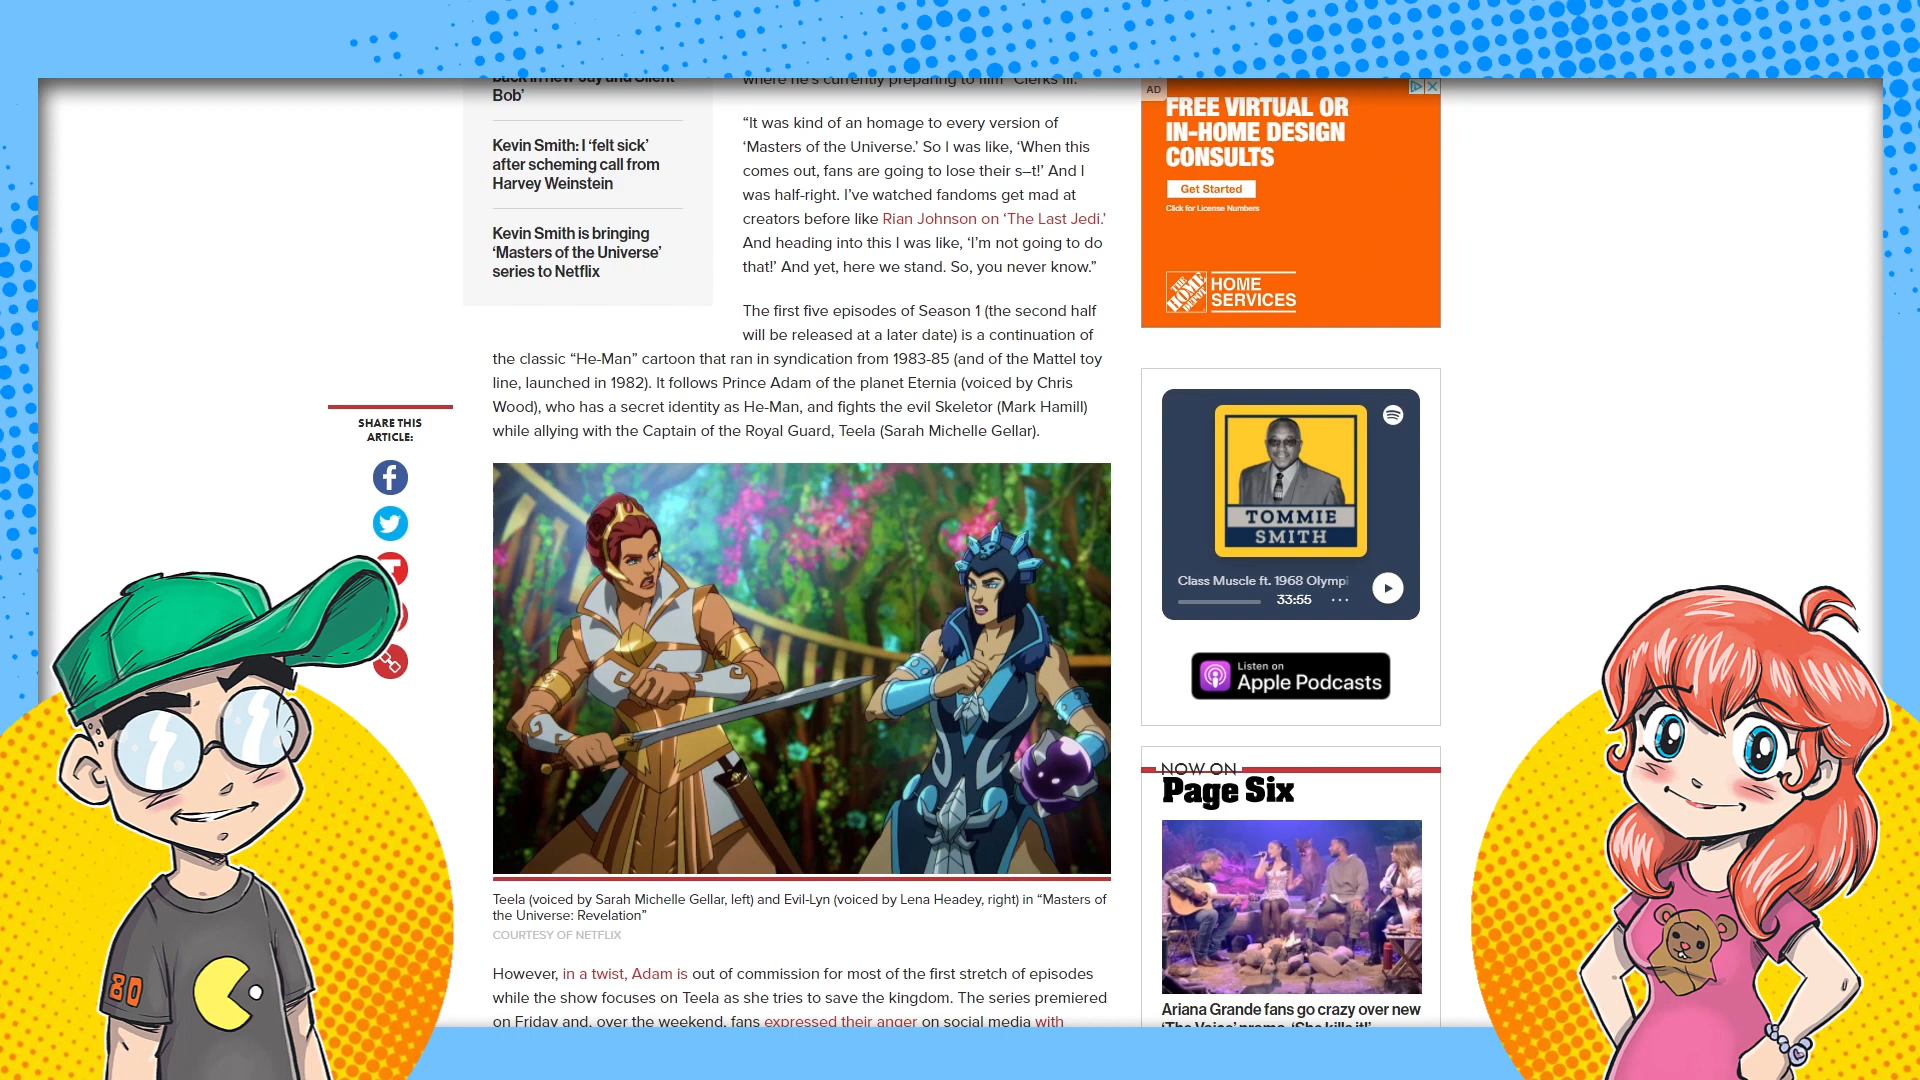 back in new 'Jay and Silent
Bob'
Kevin Smith: I ‘felt sick’
after scheming call from
Harvey Weinstein
Kevin Smith is bringing
‘Masters of the Universe’
series to Netflix
where he's currently preparing to film "Clerks III."
“It was kind of an homage to every version of
‘Masters of the Universe.’ So I was like, ‘When this
comes out, fans are going to lose their s–t!’ And I
was half-right. I’ve watched fandoms get mad at
creators before like Rian Johnson on ‘The Last Jedi.’
And heading into this I was like, ‘I’m not going to do
that!’ And yet, here we stand. So, you never know.”
The first five episodes of Season 1 (the second half
will be released at a later date) is a continuation of
the classic “He-Man” cartoon that ran in syndication from 1983-85 (and of the Mattel toy
line, launched in 1982). It follows Prince Adam of the planet Eternia (voiced by Chris
Wood), who has a secret identity as He-Man, and fights the evil Skeletor (Mark Hamill)
while allying with the Captain of the Royal Guard, Teela (Sarah Michelle Gellar).
SHARE THIS
ARTICLE:
Teela (voiced by Sarah Michelle Gellar, left) and Evil-Lyn (voiced by Lena Headey, right) in “Masters of
the Universe: Revelation”
COURTESY OF NETFLIX
However, in a twist, Adam is out of commission for most of the first stretch of episodes
while the show focuses on Teela as she tries to save the kingdom. The series premiered
on Friday and, over the weekend, fans expressed their anger on social media with
AD
FREE VIRTUAL OR
IN-HOME DESIGN
CONSULTS
Get Started
Click for License Numbers
THE HOME DEPOT
HOME
SERVICES
TOMMIE
SMITH
Class Muscle ft. 1968 Olymp
33:55
Listen on
Apple Podcasts
NOW ON
Page Six
Ariana Grande fans go crazy over new
'The Voice' promo: 'She kills it!'
80